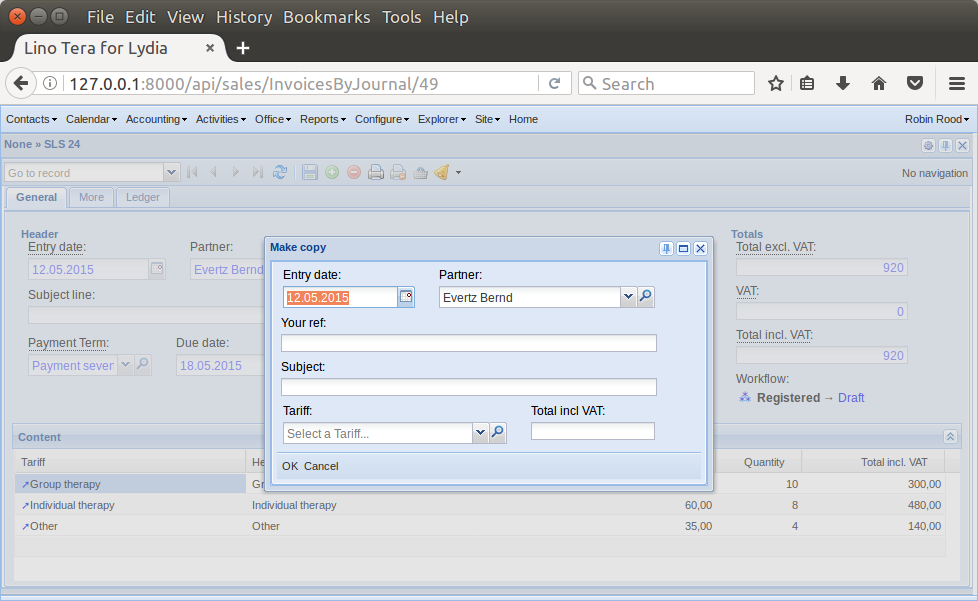 File Edit View History Bookmarks Tools Help
Lino Tera for Lydia
127.0.0.1:8000/api/sales/InvoicesByJournal/49
Search
Contacts Calendar Accounting Activities Office Reports Configure Explorer Site Home Robin Rood
None » SLS 24
Go to record
No navigation
General More Ledger
Header
Entry date:
Partner:
12.05.2015
Evertz Bernd
Subject line:
Payment Term:
Due date:
Payment seven
18.05.2015
Totals
Total excl. VAT:
920
VAT:
0
Total incl. VAT:
920
Workflow:
Registered → Draft
Make copy
Entry date:
Partner:
12.05.2015
Evertz Bernd
Your ref:
Subject:
Tariff:
Total incl VAT:
Select a Tariff...
OK Cancel
Content
Tariff He Quantity Total incl. VAT
Group therapy Gr 10 300,00
Individual therapy Individual therapy 60,00 8 480,00
Other Other 35,00 4 140,00